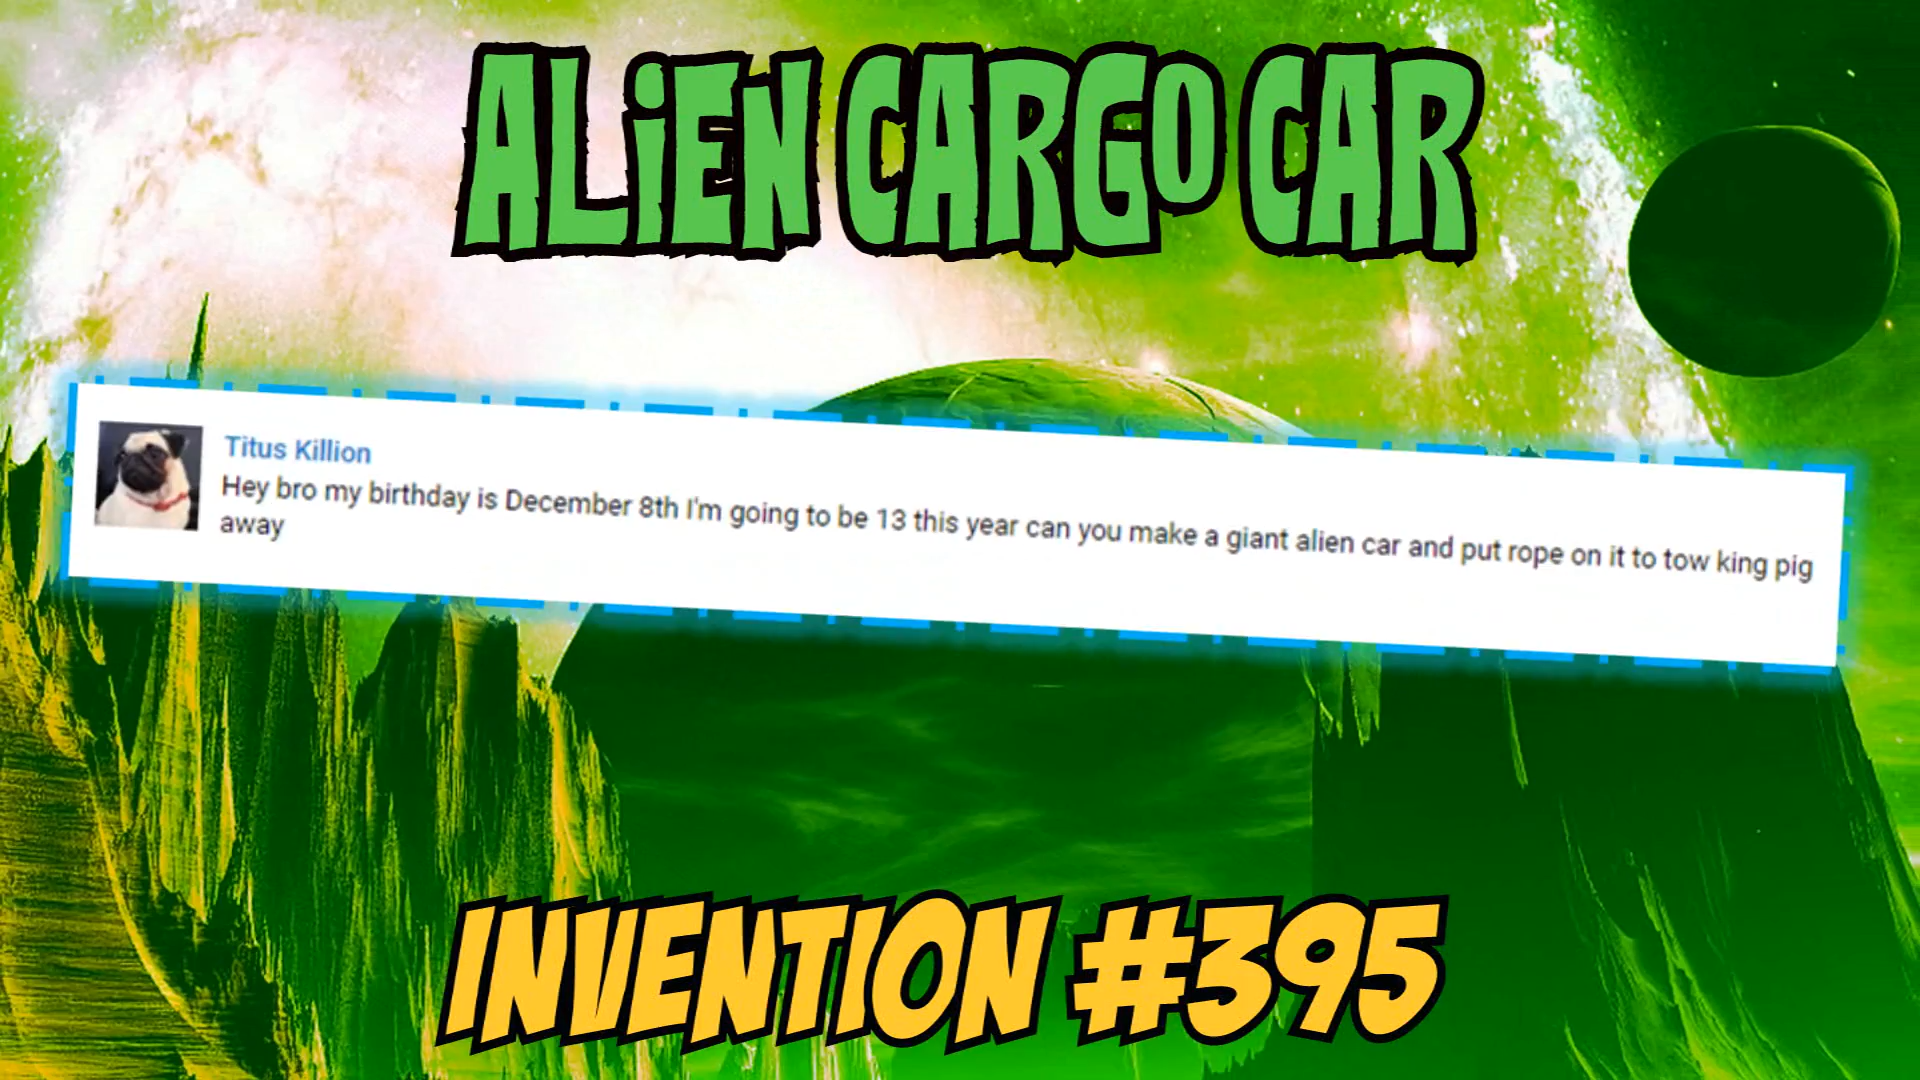 ALiEN CARGO CAR
Titus Killion
Hey bro my birthday is December 8th I'm going to be 13 this year can you make a giant alien car and put rope on it to tow king pig
away
INVENTION #395